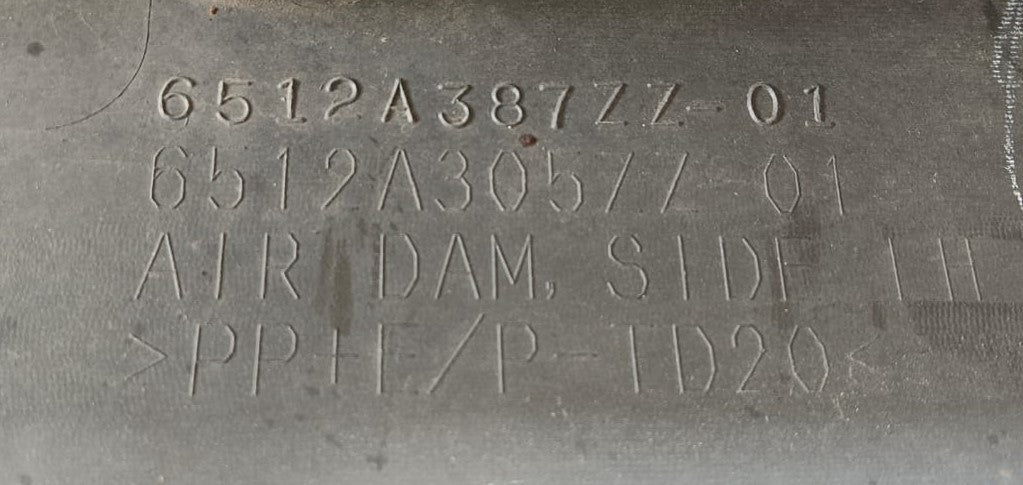 6512A387ZZ-01
6512A305ZZ-01
AIR DAM, SIDE LH
>PP+E/P-TD20<